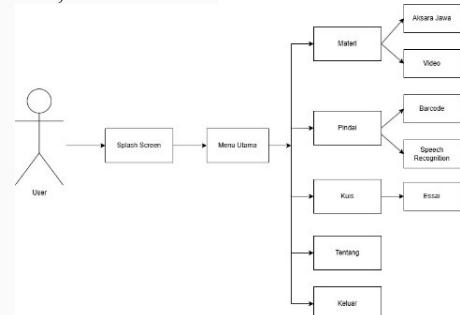 Aksara Jawa
Materi
Video
Barcode
Splash Screen
Menu Utama
Pindai
Speech
Recognition
User
Kuis
Essai
Tentang
Keluar